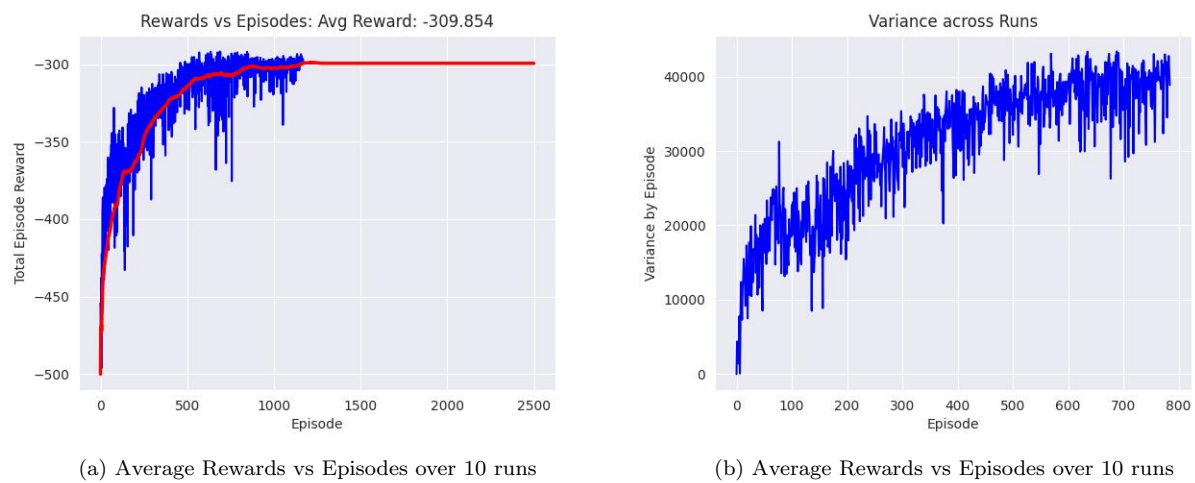 Rewards vs Episodes: Avg Reward: -309.854
Total Episode Reward
−300
−350
−400
−450
−500
0 500 1000 1500 2000 2500
Episode
(a) Average Rewards vs Episodes over 10 runs
Variance across Runs
Variance by Episode
40000
30000
20000
10000
0
0 100 200 300 400 500 600 700 800
Episode
(b) Average Rewards vs Episodes over 10 runs